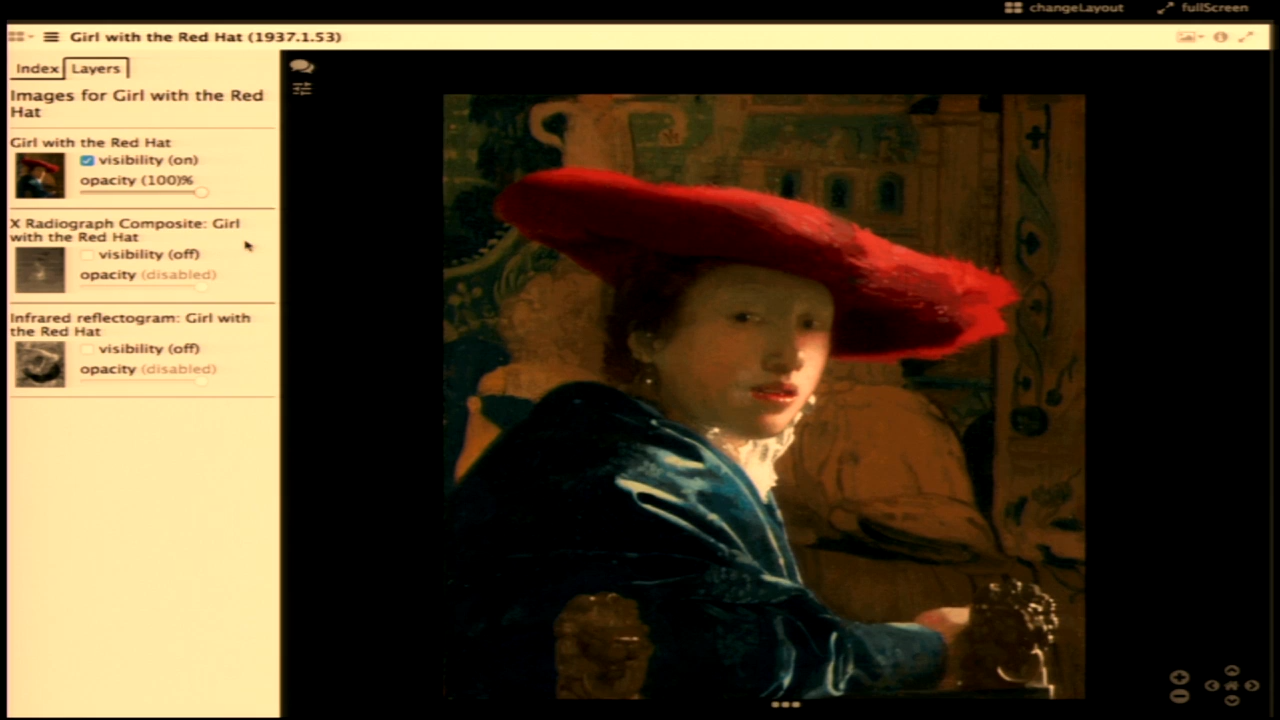 changeLayout fullScreen
Girl with the Red Hat (1937.1.53)
Index Layers
Images for Girl with the Red
Hat
Girl with the Red Hat
visibility (on)
opacity (100)%
X Radiograph Composite: Girl
with the Red Hat
visibility (off)
opacity (disabled)
Infrared reflectogram: Girl with
the Red Hat
visibility (off)
opacity (disabled)